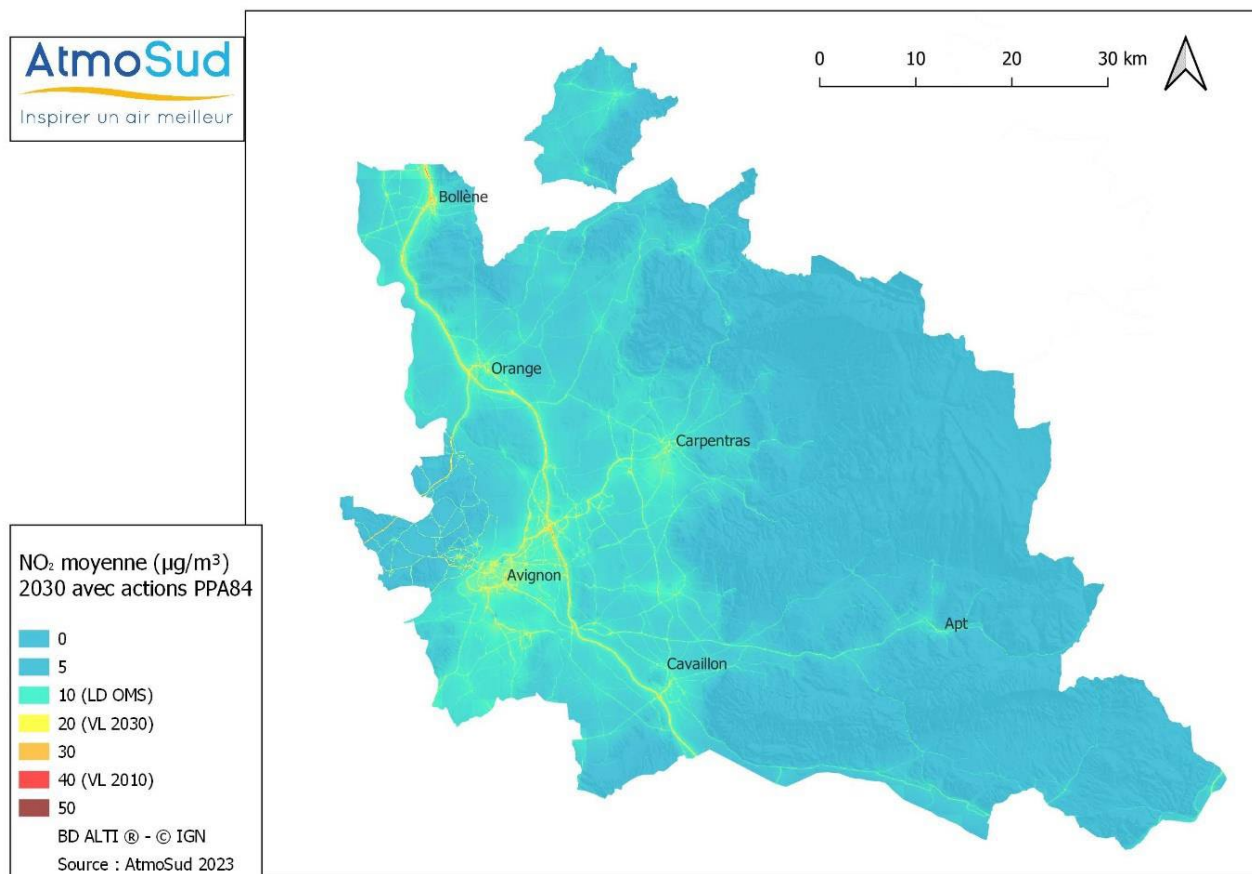 AtmoSud
Inspirer un air meilleur
0 10 20 30 km
Bollène
Orange
Carpentras
Avignon
Apt
Cavaillon
NO₂ moyenne (µg/m³)
2030 avec actions PPA84
0
5
10 (LD OMS)
20 (VL 2030)
30
40 (VL 2010)
50
BD ALTI ® - © IGN
Source : AtmoSud 2023